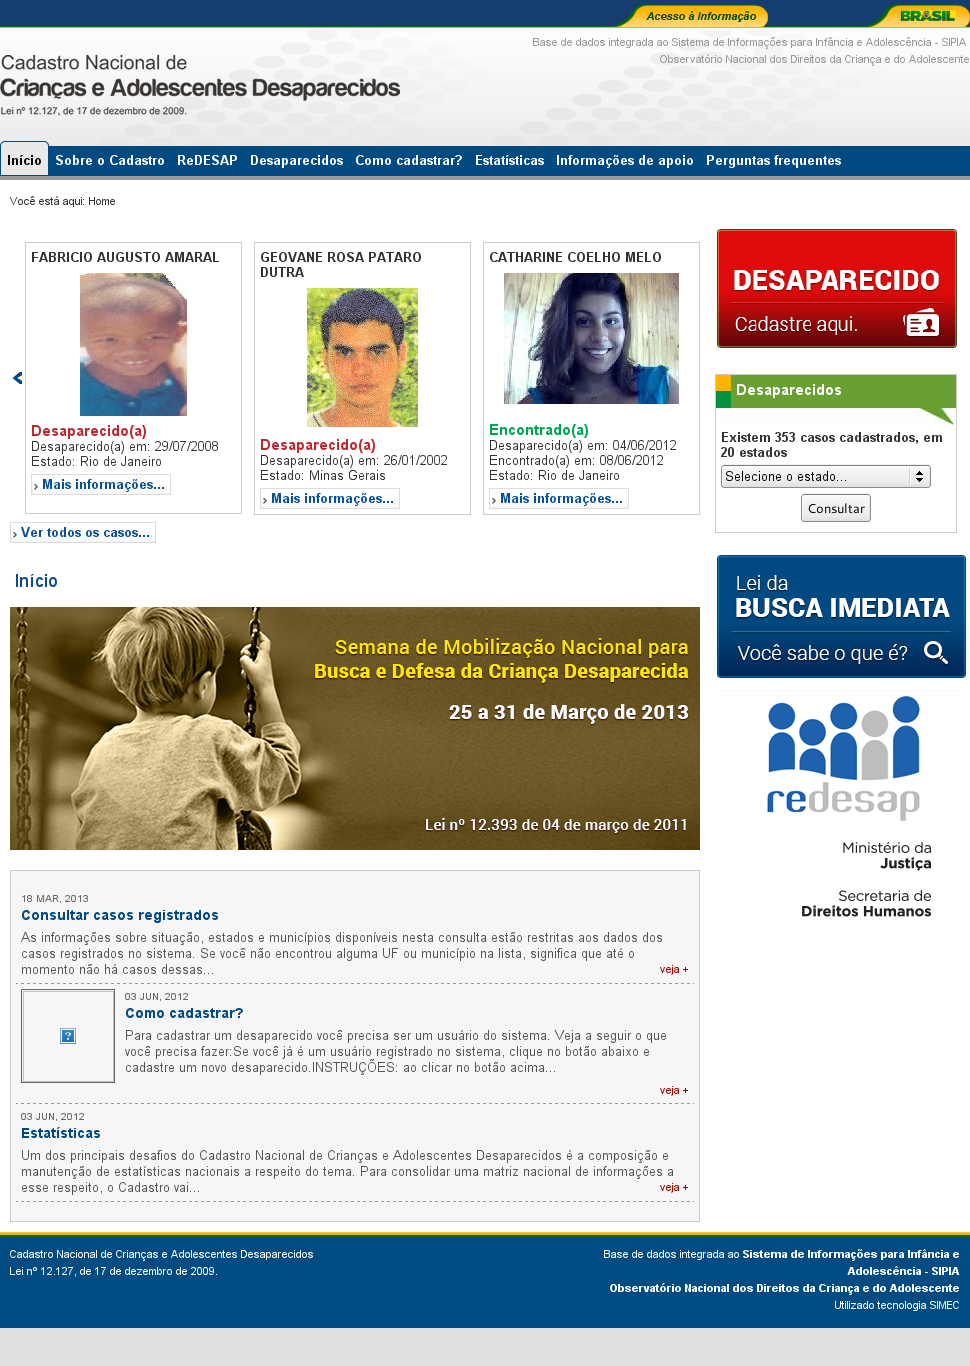 Acesso à Informação
BRASIL
Base de dados integrada ao Sistema de Informações para Infância e Adolescência - SIPIA
Observatório Nacional dos Direitos da Criança e do Adolescente
Cadastro Nacional de
Crianças e Adolescentes Desaparecidos
Lei nº 12.127, de 17 de dezembro de 2009.
Início Sobre o Cadastro ReDESAP Desaparecidos Como cadastrar? Estatísticas Informações de apoio Perguntas frequentes
Você está aqui: Home
FABRICIO AUGUSTO AMARAL
Desaparecido(a)
Desaparecido(a) em: 29/07/2008
Estado: Rio de Janeiro
Mais informações...
GEOVANE ROSA PATARO
DUTRA
Desaparecido(a)
Desaparecido(a) em: 26/01/2002
Estado: Minas Gerais
Mais informações...
CATHARINE COELHO MELO
Encontrado(a)
Desaparecido(a) em: 04/06/2012
Encontrado(a) em: 08/06/2012
Estado: Rio de Janeiro
Mais informações...
Ver todos os casos...
DESAPARECIDO
Cadastre aqui.
Desaparecidos
Existem 353 casos cadastrados, em
20 estados
Selecione o estado...
Consultar
Lei da
BUSCA IMEDIATA
Você sabe o que é?
redesap
Ministério da
Justiça
Secretaria de
Direitos Humanos
Início
Semana de Mobilização Nacional para
Busca e Defesa da Criança Desaparecida
25 a 31 de Março de 2013
Lei nº 12.393 de 04 de março de 2011
18 MAR, 2013
Consultar casos registrados
As informações sobre situação, estados e municípios disponíveis nesta consulta estão restritas aos dados dos
casos registrados no sistema. Se você não encontrou alguma UF ou município na lista, significa que até o
momento não há casos dessas...
veja +
03 JUN, 2012
Como cadastrar?
Para cadastrar um desaparecido você precisa ser um usuário do sistema. Veja a seguir o que
você precisa fazer:Se você já é um usuário registrado no sistema, clique no botão abaixo e
cadastre um novo desaparecido.INSTRUÇÕES: ao clicar no botão acima...
veja +
03 JUN, 2012
Estatísticas
Um dos principais desafios do Cadastro Nacional de Crianças e Adolescentes Desaparecidos é a composição e
manutenção de estatísticas nacionais a respeito do tema. Para consolidar uma matriz nacional de informações a
esse respeito, o Cadastro vai...
veja +
Cadastro Nacional de Crianças e Adolescentes Desaparecidos
Lei nº 12.127, de 17 de dezembro de 2009.
Base de dados integrada ao Sistema de Informações para Infância e
Adolescência - SIPIA
Observatório Nacional dos Direitos da Criança e do Adolescente
Utilizado tecnologia SIMEC